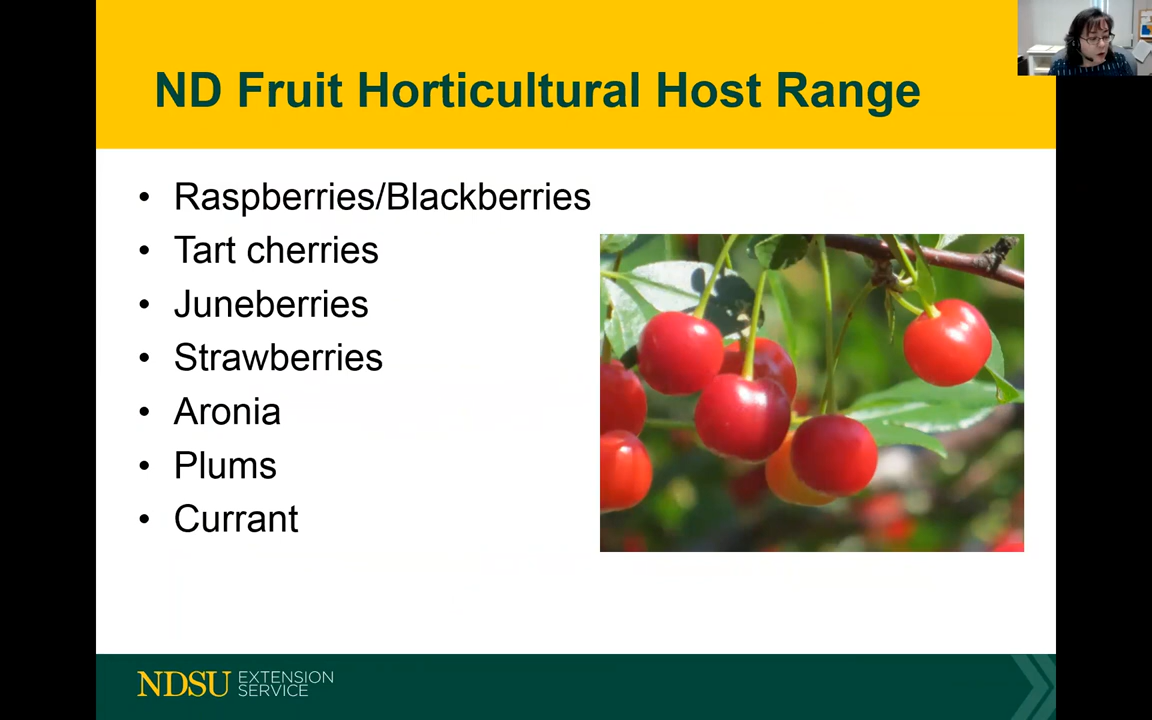 ND Fruit Horticultural Host Range
• Raspberries/Blackberries
• Tart cherries
• Juneberries
• Strawberries
• Aronia
• Plums
• Currant
NDSU EXTENSION
SERVICE